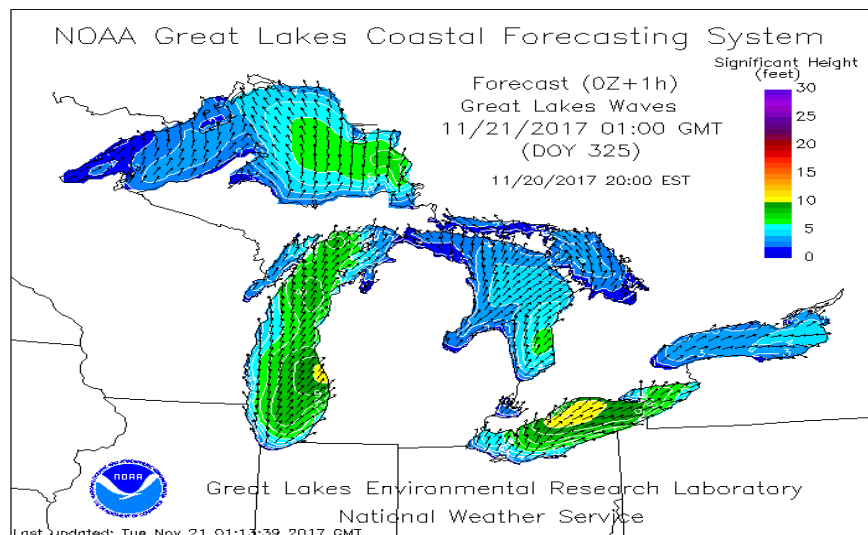 NOAA Great Lakes Coastal Forecasting System
Significant Height
(feet)
Forecast (0Z+1h)
Great Lakes Waves
11/21/2017 01:00 GMT
(DOY 325)
11/20/2017 20:00 EST
30
25
20
15
10
5
0
NOAA
Great Lakes Environmental Research Laboratory
National Weather Service
Last updated: Tue Nov 21 01:13:39 2017 GMT